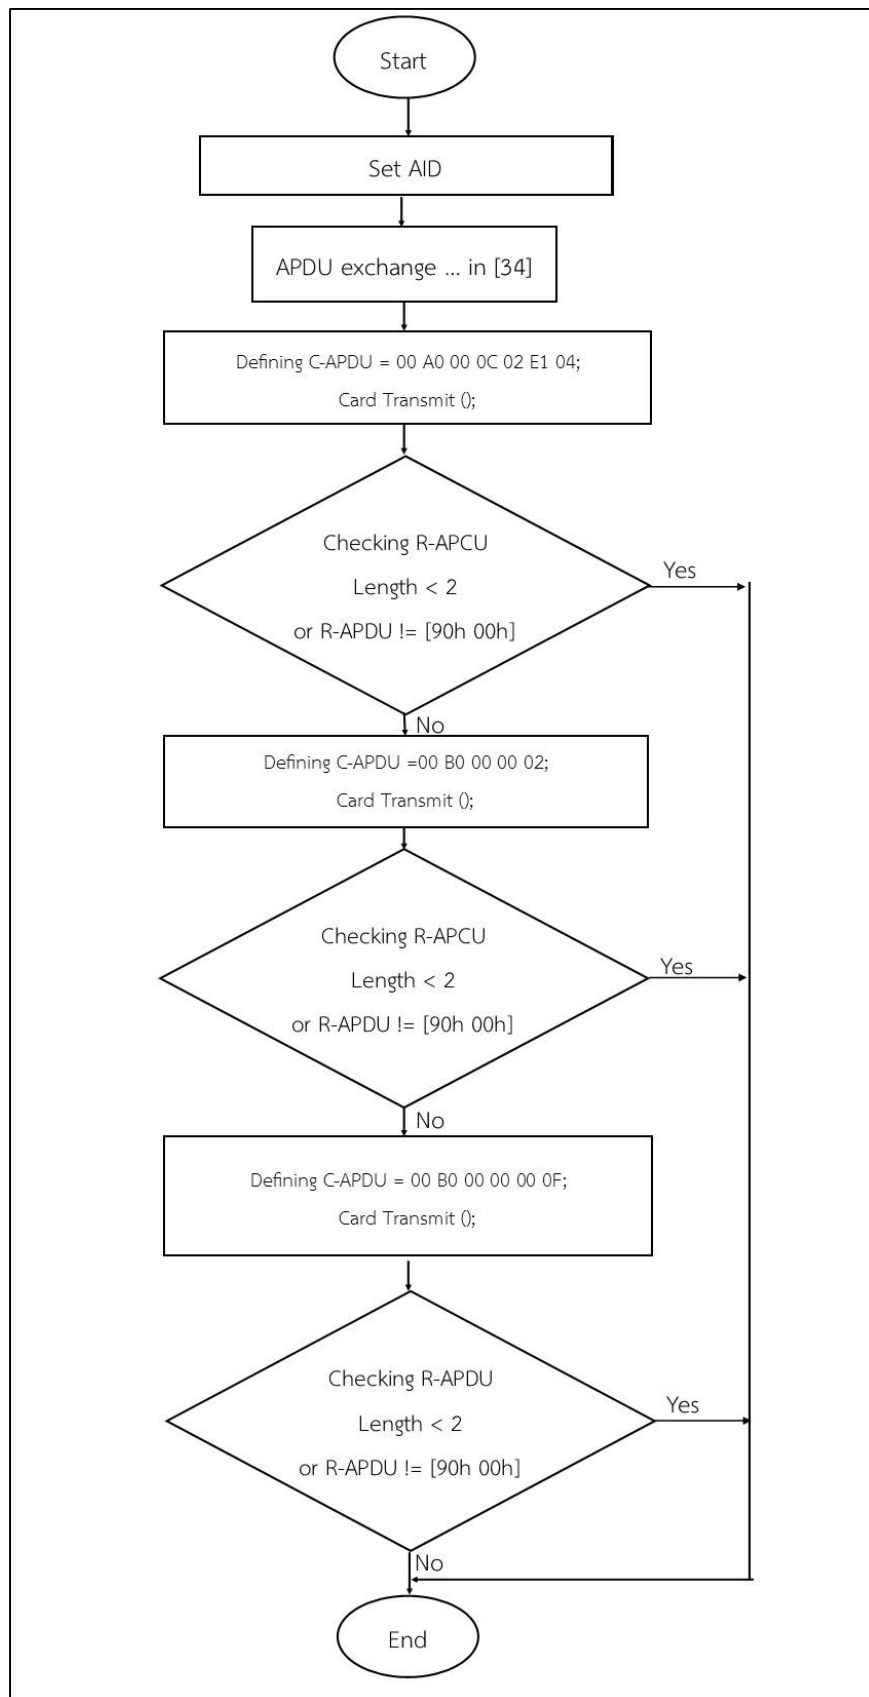 Start
Set AID
APDU exchange ... in [34]
Defining C-APDU = 00 A0 00 0C 02 E1 04;
Card Transmit ();
Checking R-APCU
Length < 2
or R-APDU != [90h 00h]
Yes
No
Defining C-APDU =00 B0 00 00 02;
Card Transmit ();
Checking R-APCU
Length < 2
or R-APDU != [90h 00h]
Yes
No
Defining C-APDU = 00 B0 00 00 00 0F;
Card Transmit ();
Checking R-APDU
Length < 2
or R-APDU != [90h 00h]
Yes
No
End